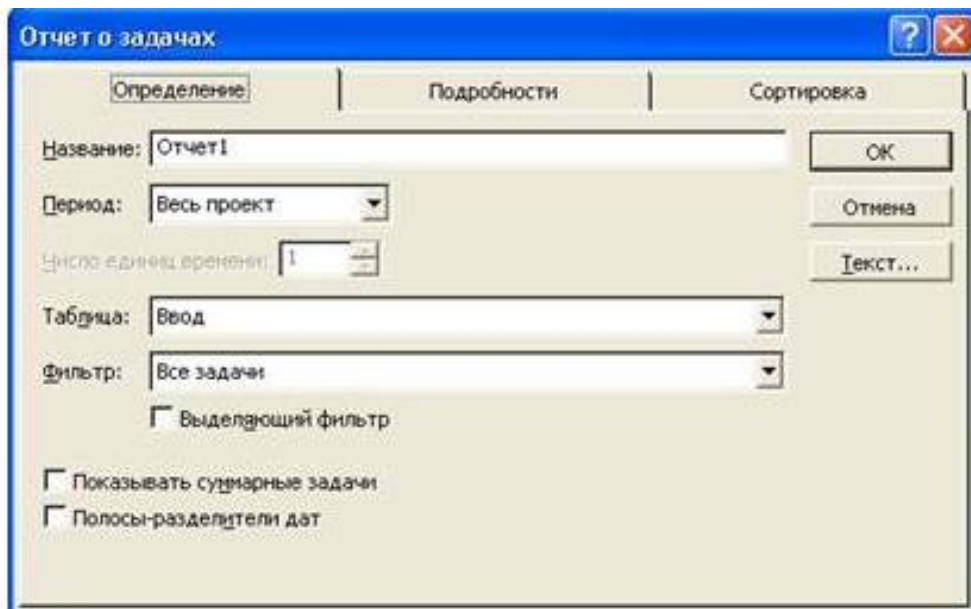 Отчет о задачах
Определение Подробности Сортировка
Название: Отчет1 ОК
Период: Весь проект Отмена
Число единиц времени: 1 Текст...
Таблица: Ввод
Фильтр: Все задачи
Выделяющий фильтр
Показывать суммарные задачи
Полосы-разделители дат